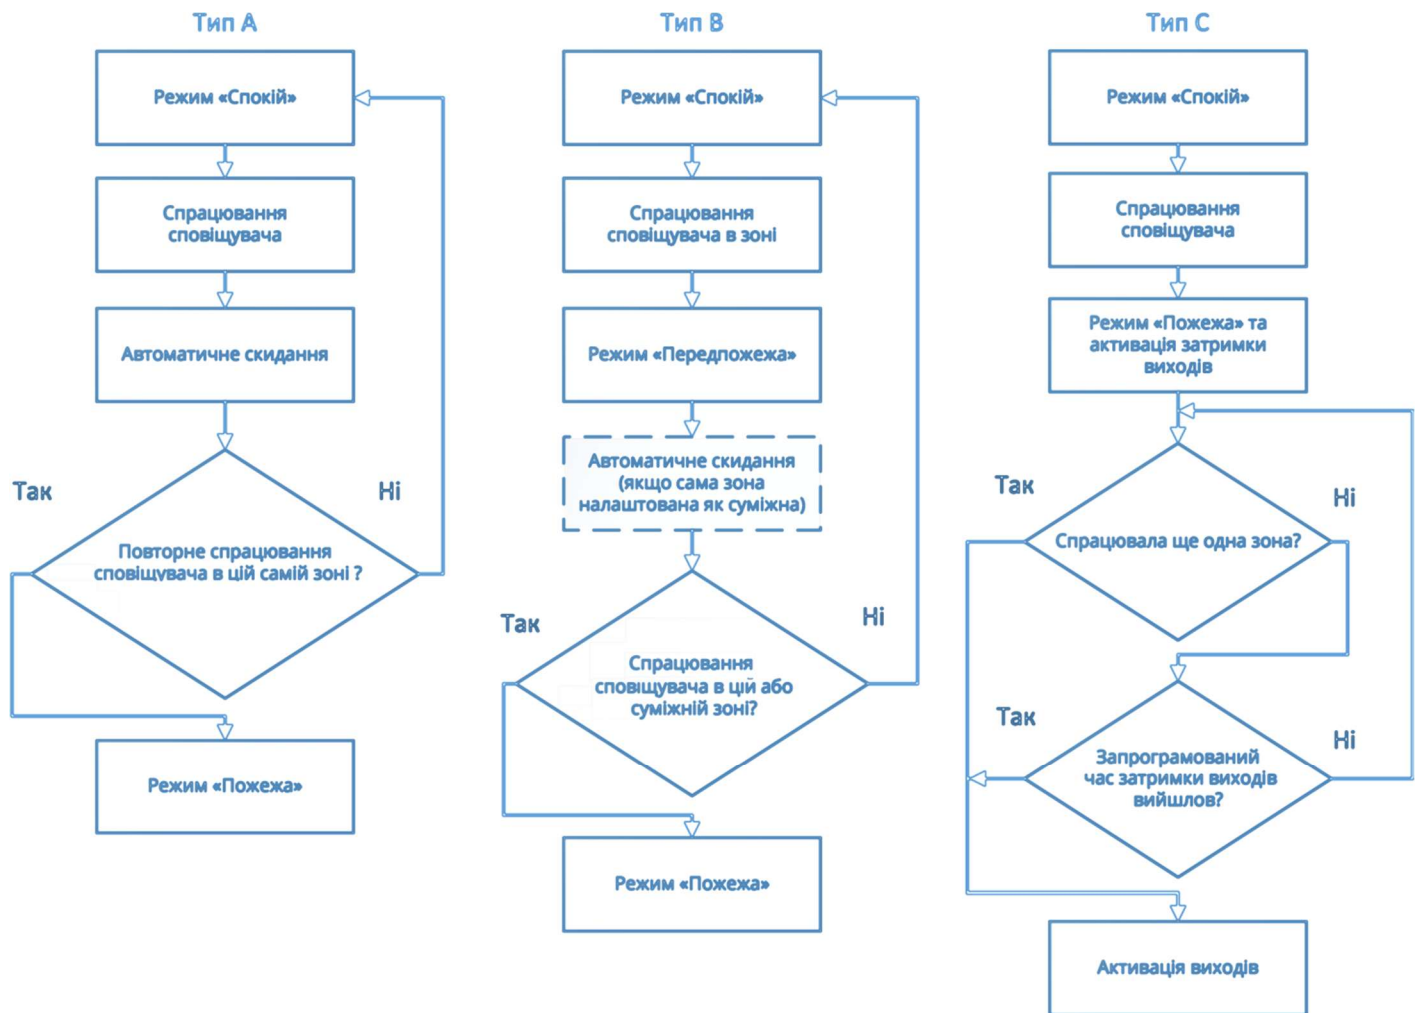 Тип А
Режим «Спокій»
Спрацювання
сповіщувача
Автоматичне скидання
Так
Ні
Повторне спрацювання
сповіщувача в цій самій зоні ?
Режим «Пожежа»
Тип В
Режим «Спокій»
Спрацювання
сповіщувача в зоні
Режим «Передпожежа»
Автоматичне скидання
(якщо сама зона
налаштована як суміжна)
Так
Ні
Спрацювання
сповіщувача в цій або
суміжній зоні?
Режим «Пожежа»
Тип С
Режим «Спокій»
Спрацювання
сповіщувача
Режим «Пожежа» та
активація затримки
виходів
Так
Ні
Спрацювала ще одна зона?
Так
Ні
Запрограмований
час затримки виходів
вийшлов?
Активація виходів